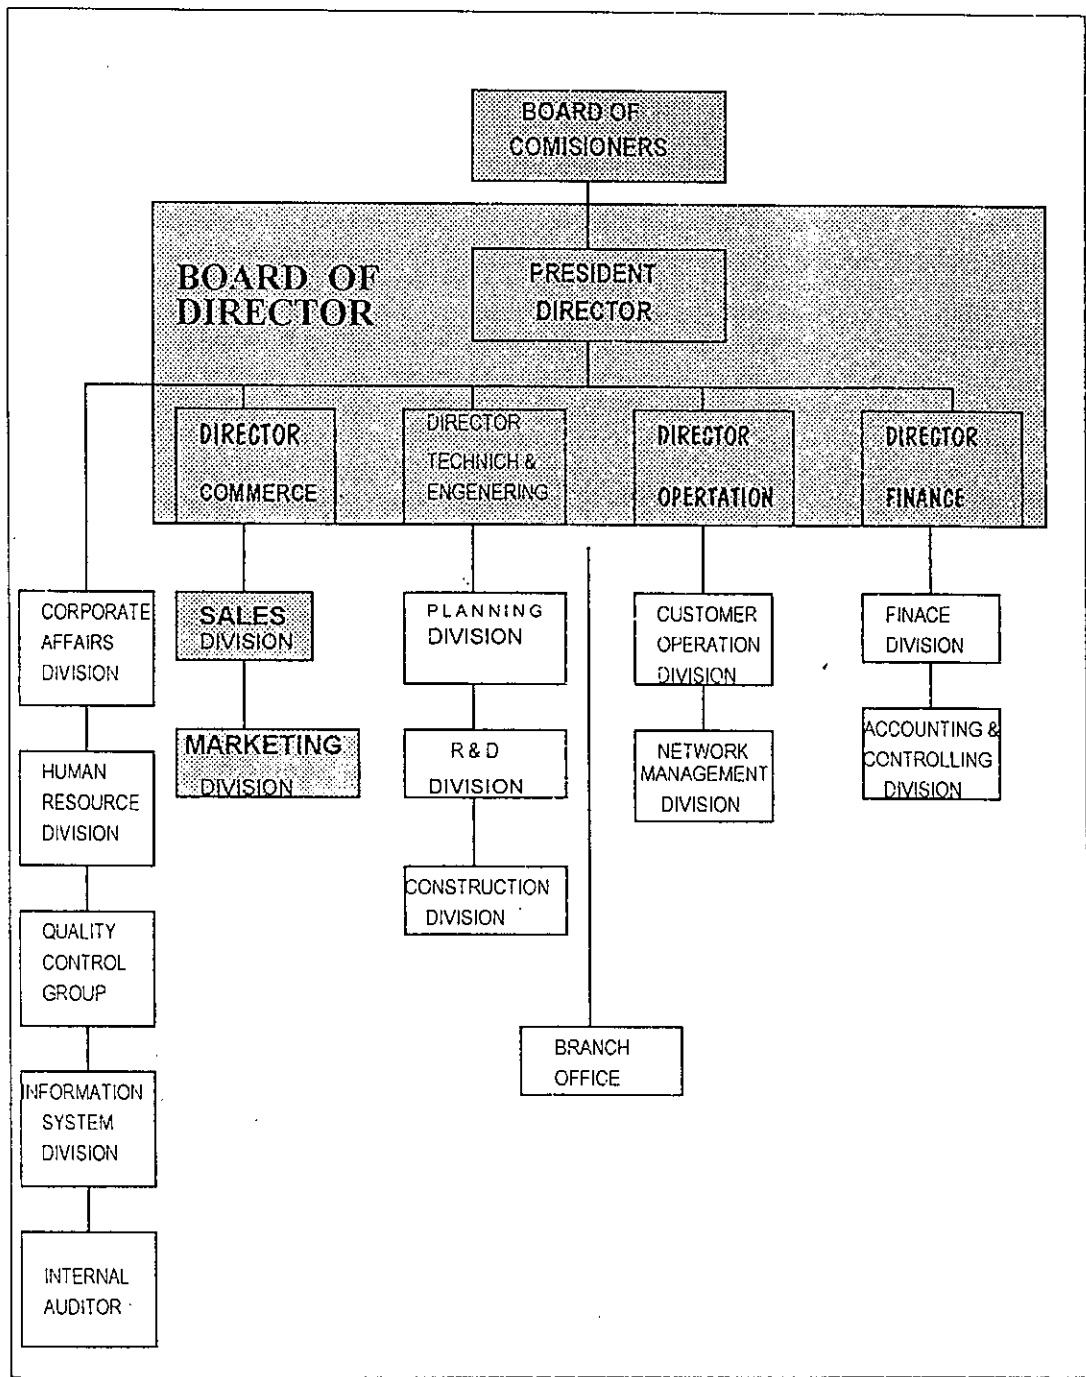 BOARD OF
COMISIONERS
BOARD OF
DIRECTOR
PRESIDENT
DIRECTOR
DIRECTOR
COMMERCE
DIRECTOR
TECHNICH &
ENGENERING
DIRECTOR
OPERTATION
DIRECTOR
FINANCE
CORPORATE
AFFAIRS
DIVISION
SALES
DIVISION
PLANNING
DIVISION
CUSTOMER
OPERATION
DIVISION
FINACE
DIVISION
HUMAN
RESOURCE
DIVISION
MARKETING
DIVISION
R & D
DIVISION
NETWORK
MANAGEMENT
DIVISION
ACCOUNTING &
CONTROLLING
DIVISION
CONSTRUCTION
DIVISION
QUALITY
CONTROL
GROUP
BRANCH
OFFICE
INFORMATION
SYSTEM
DIVISION
INTERNAL
AUDITOR